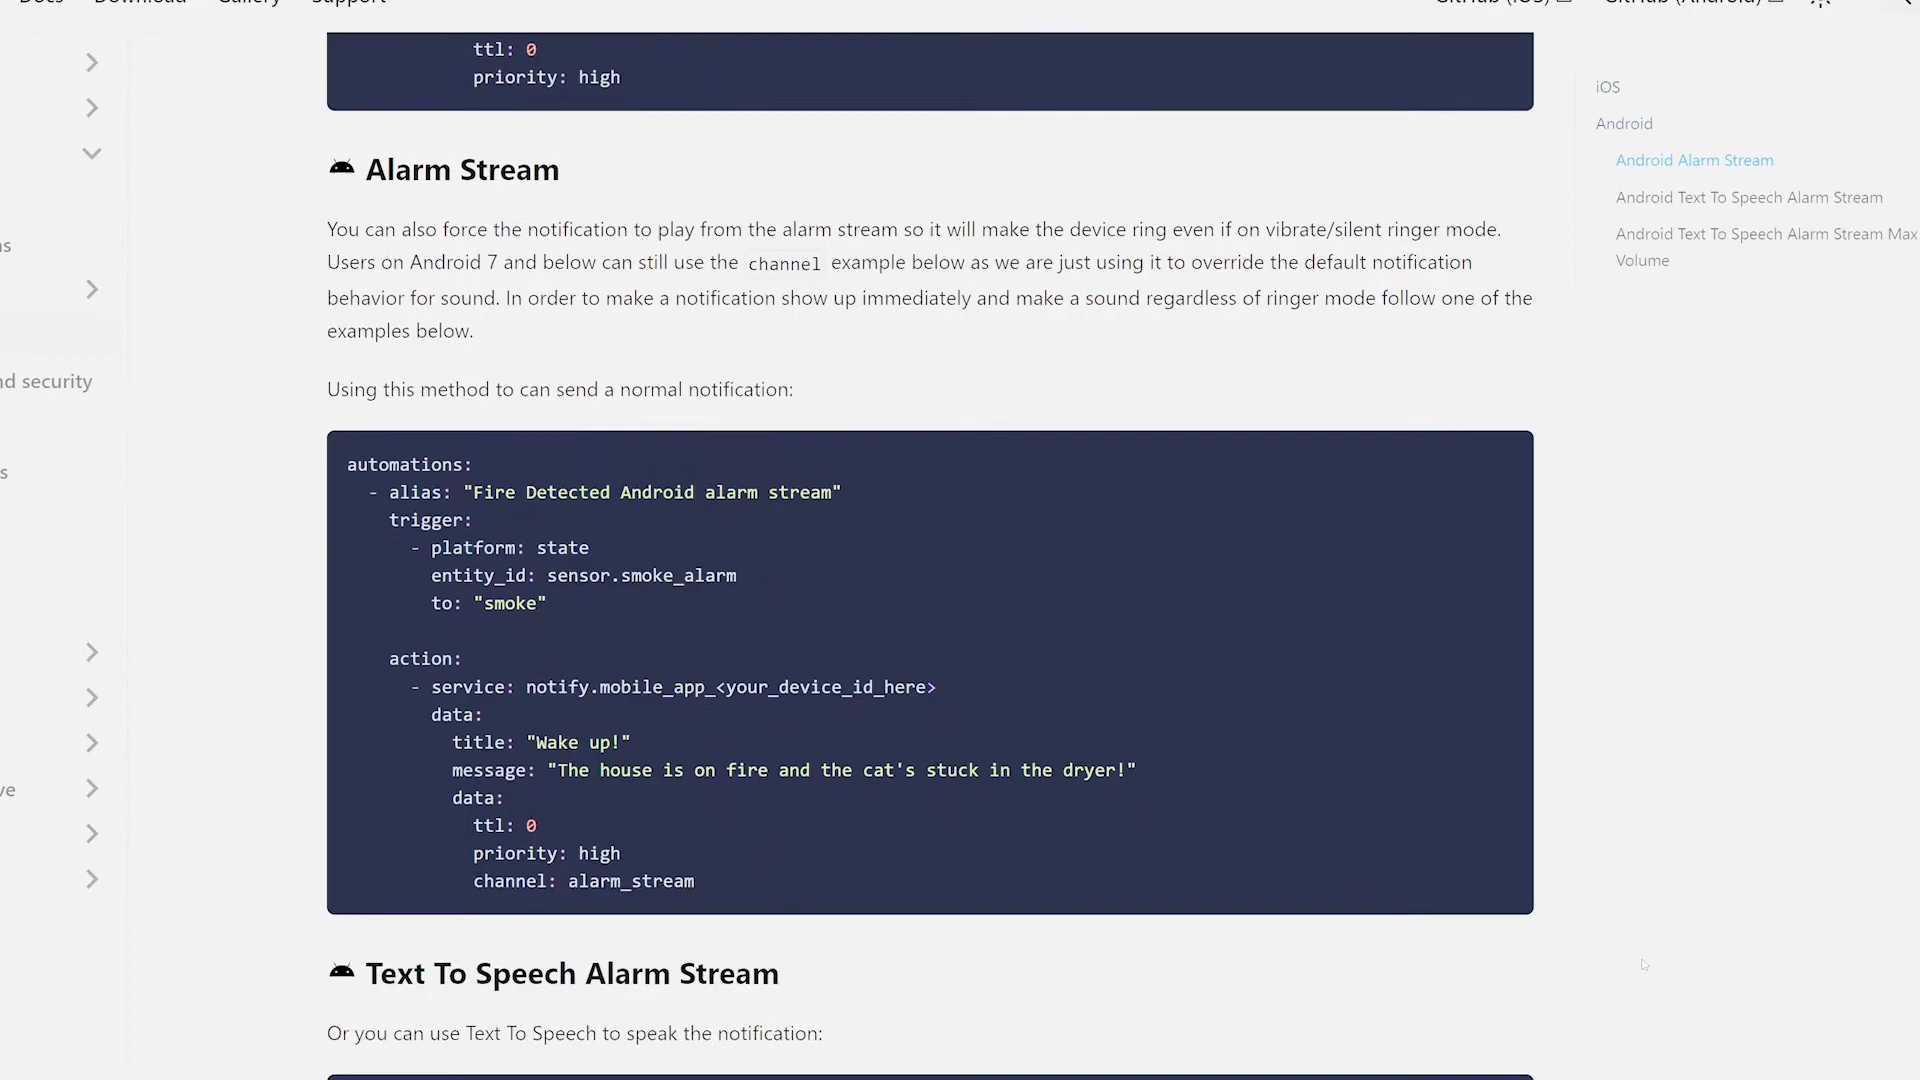 ttl: 0
priority: high
Alarm Stream
You can also force the notification to play from the alarm stream so it will make the device ring even if on vibrate/silent ringer mode.
Users on Android 7 and below can still use the channel example below as we are just using it to override the default notification
behavior for sound. In order to make a notification show up immediately and make a sound regardless of ringer mode follow one of the
examples below.
Using this method to can send a normal notification:
automations:
- alias: "Fire Detected Android alarm stream"
trigger:
- platform: state
entity_id: sensor.smoke_alarm
to: "smoke"
action:
- service: notify.mobile_app_<your_device_id_here>
data:
title: "Wake up!"
message: "The house is on fire and the cat's stuck in the dryer!"
data:
ttl: 0
priority: high
channel: alarm_stream
Text To Speech Alarm Stream
Or you can use Text To Speech to speak the notification:
iOS
Android
Android Alarm Stream
Android Text To Speech Alarm Stream
Android Text To Speech Alarm Stream Max
Volume
security